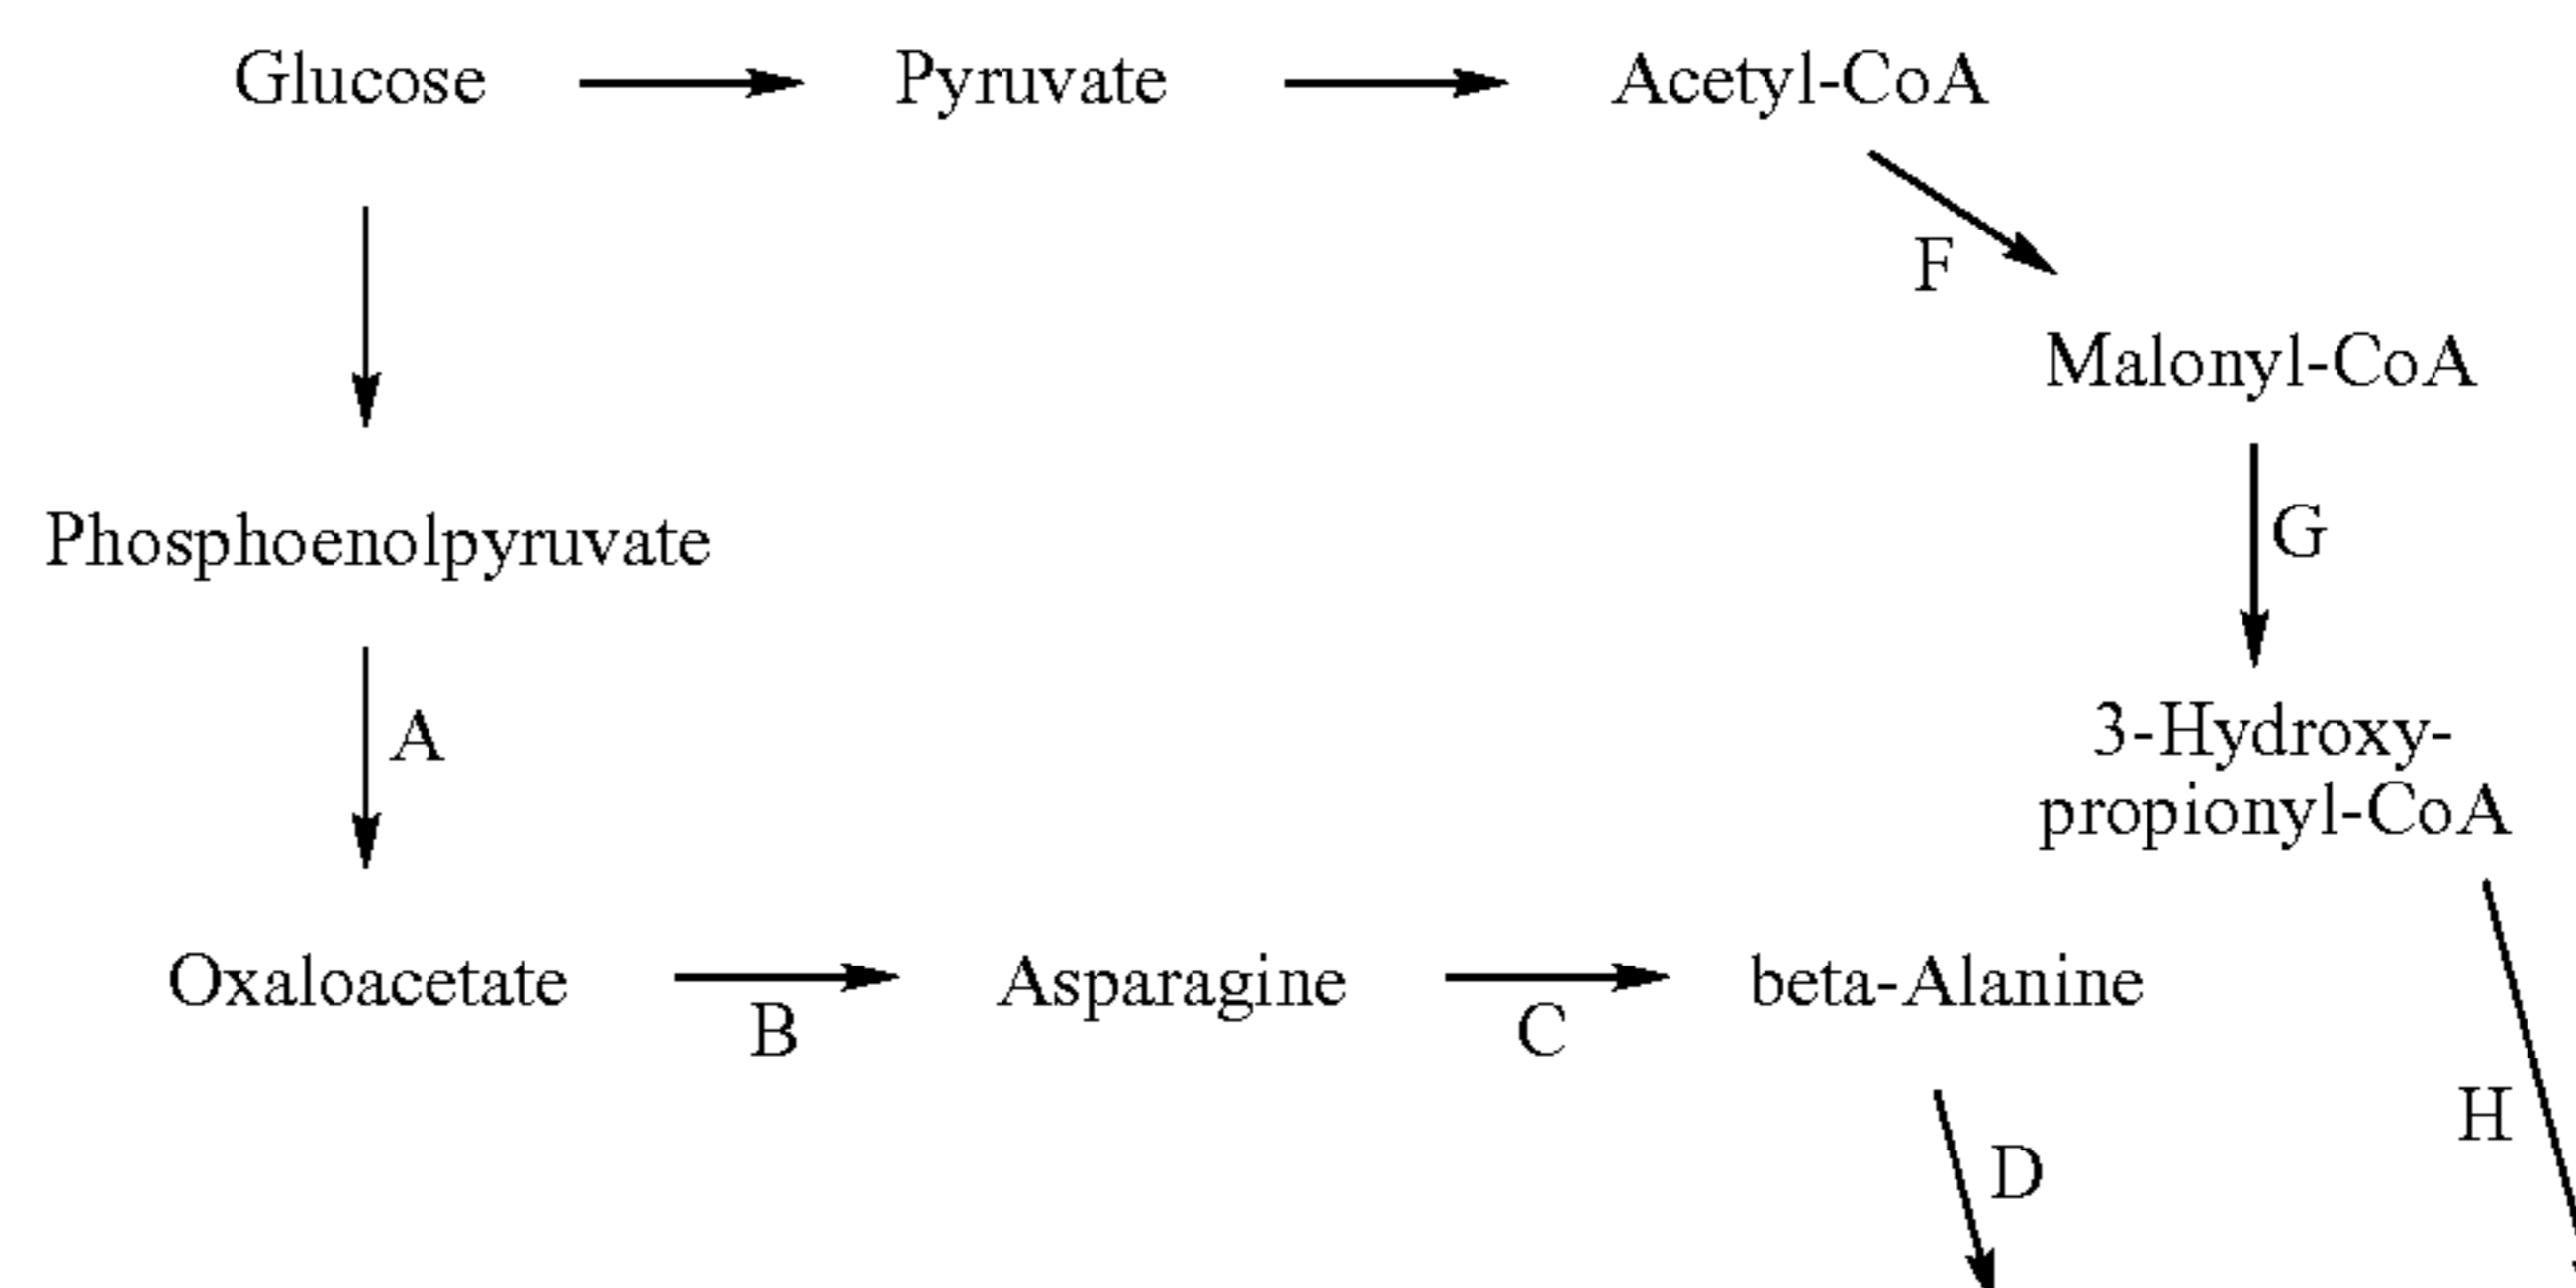 Glucose
Pyruvate
Acetyl-CoA
F
Malonyl-CoA
Phosphoenolpyruvate
G
A
3-Hydroxy-
propionyl-CoA
Oxaloacetate
B
Asparagine
C
beta-Alanine
H
D